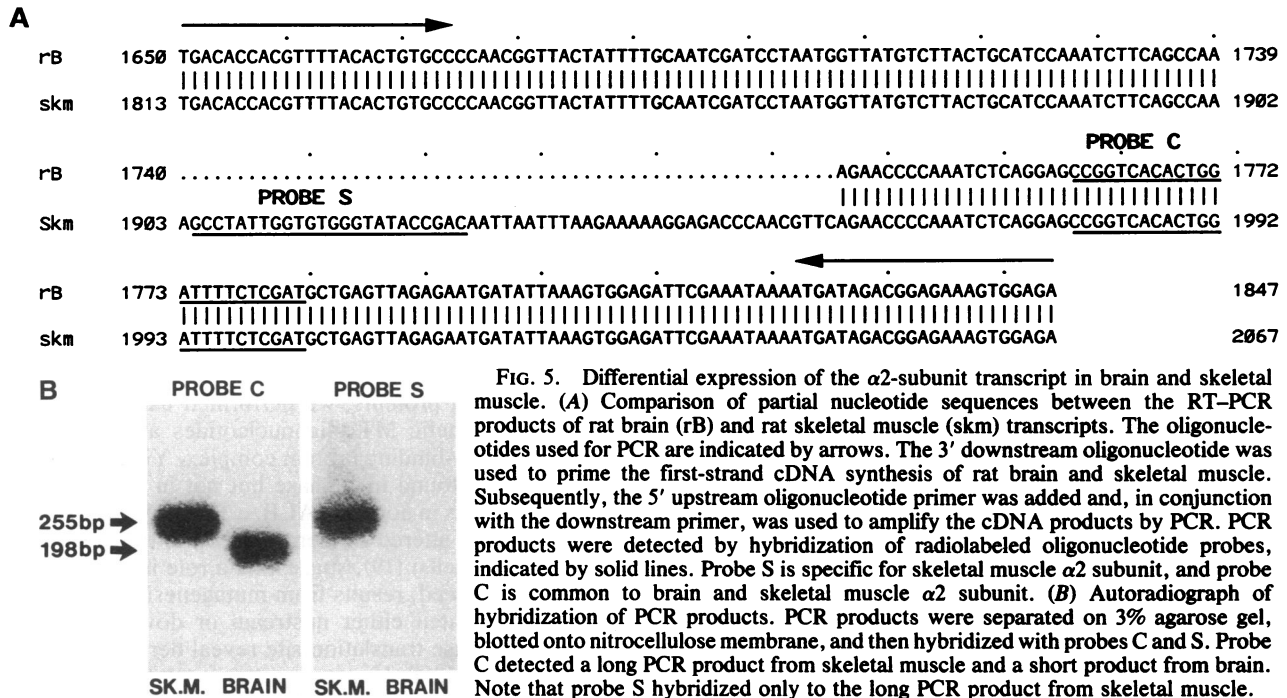 A
rB 1650 TGACACCACGTTTTACACTGTGCCCCAACGGTTACTATTTTGCAATCGATCCTAATGGTTATGTCTTACTGCATCCAAATCTTCAGCCAA 1739
skm 1813 TGACACCACGTTTTACACTGTGCCCCAACGGTTACTATTTTGCAATCGATCCTAATGGTTATGTCTTACTGCATCCAAATCTTCAGCCAA 1902
PROBE C
rB 1740 .........................................................AGAACCCCAAATCTCAGGAGCCGGTCACACTGG 1772
PROBE S
Skm 1903 AGCCTATTGGTGTGGGTATACCGACAATTAATTTAAGAAAAAGGAGACCCAACGTTCAGAACCCCAAATCTCAGGAGCCGGTCACACTGG 1992
rB 1773 ATTTTCTCGATGCTGAGTTAGAGAATGATATTAAAGTGGAGATTCGAAATAAAATGATAGACGGAGAAAGTGGAGA 1847
skm 1993 ATTTTCTCGATGCTGAGTTAGAGAATGATATTAAAGTGGAGATTCGAAATAAAATGATAGACGGAGAAAGTGGAGA 2067
B
PROBE C PROBE S
255bp
198bp
SK.M. BRAIN SK.M. BRAIN
FIG. 5. Differential expression of the α2-subunit transcript in brain and skeletal
muscle. (A) Comparison of partial nucleotide sequences between the RT–PCR
products of rat brain (rB) and rat skeletal muscle (skm) transcripts. The oligonucle-
otides used for PCR are indicated by arrows. The 3′ downstream oligonucleotide was
used to prime the first-strand cDNA synthesis of rat brain and skeletal muscle.
Subsequently, the 5′ upstream oligonucleotide primer was added and, in conjunction
with the downstream primer, was used to amplify the cDNA products by PCR. PCR
products were detected by hybridization of radiolabeled oligonucleotide probes,
indicated by solid lines. Probe S is specific for skeletal muscle α2 subunit, and probe
C is common to brain and skeletal muscle α2 subunit. (B) Autoradiograph of
hybridization of PCR products. PCR products were separated on 3% agarose gel,
blotted onto nitrocellulose membrane, and then hybridized with probes C and S. Probe
C detected a long PCR product from skeletal muscle and a short product from brain.
Note that probe S hybridized only to the long PCR product from skeletal muscle.